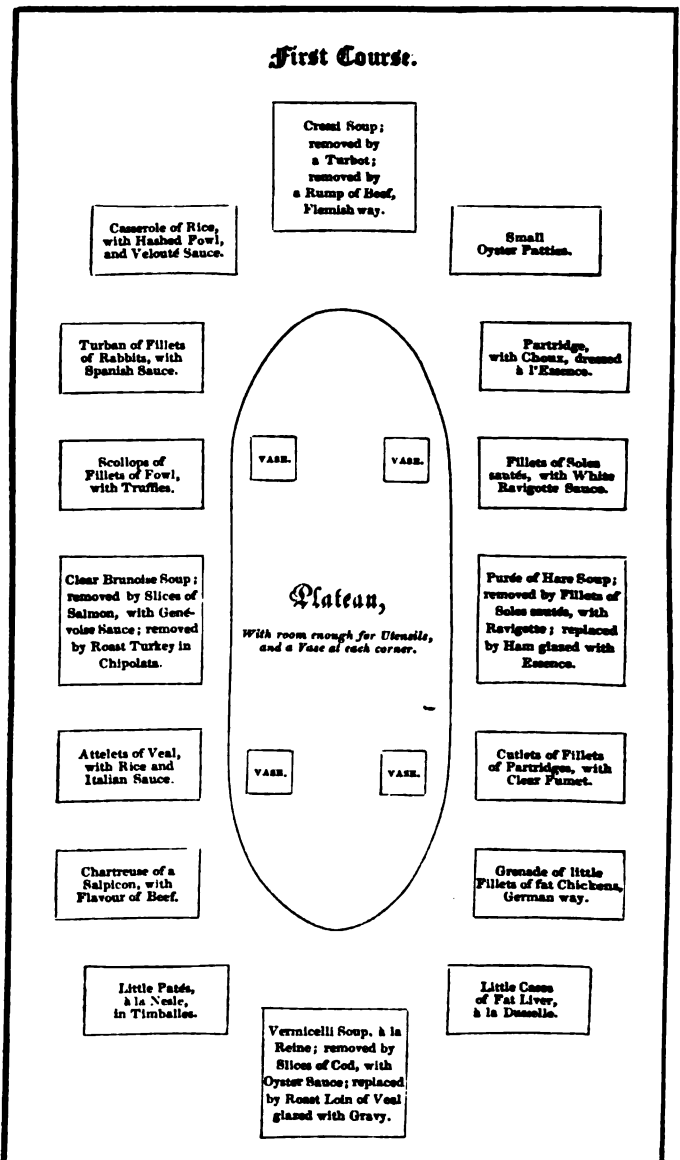 First Course.
Cressi Soup;
removed by
a Turbot;
removed by
a Rump of Beef,
Flemish way.
Casserole of Rice,
with Hashed Fowl,
and Velouté Sauce.
Small
Oyster Patties.
Turban of Fillets
of Rabbits, with
Spanish Sauce.
Partridge,
with Choux, dressed
à l'Essence.
Scollops of
Fillets of Fowl,
with Truffles.
VASE.
VASE.
Fillets of Soles
sautés, with White
Ravigotte Sauce.
Clear Brunoise Soup;
removed by Slices of
Salmon, with Gené-
voise Sauce; removed
by Roast Turkey in
Chipolata.
Plateau,
With room enough for Utensils,
and a Vase at each corner.
Purée of Hare Soup;
removed by Fillets of
Soles sautés, with
Ravigotte; replaced
by Ham glazed with
Essence.
Attelets of Veal,
with Rice and
Italian Sauce.
VASE.
VASE.
Cutlets of Fillets
of Partridges, with
Clear Fumet.
Chartreuse of a
Salpicon, with
Flavour of Beef.
Grenade of little
Fillets of fat Chickens,
German way.
Little Patés,
à la Nesle,
in Timballes.
Little Cases
of Fat Liver,
à la Dusselle.
Vermicelli Soup, à la
Reine; removed by
Slices of Cod, with
Oyster Sauce; replaced
by Roast Loin of Veal
glazed with Gravy.